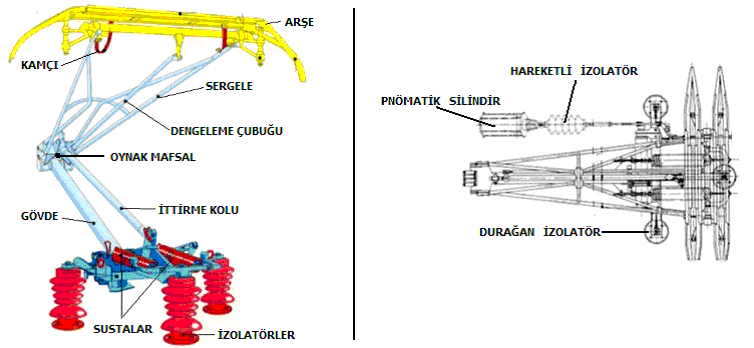 ARŞE
KAMÇI
SERGELE
DENGELEME ÇUBUĞU
OYNAK MAFSAL
İTTİRME KOLU
GÖVDE
SUSTALAR
İZOLATÖRLER
HAREKETLİ İZOLATÖR
PNÖMATİK SİLİNDİR
DURAĞAN İZOLATÖR